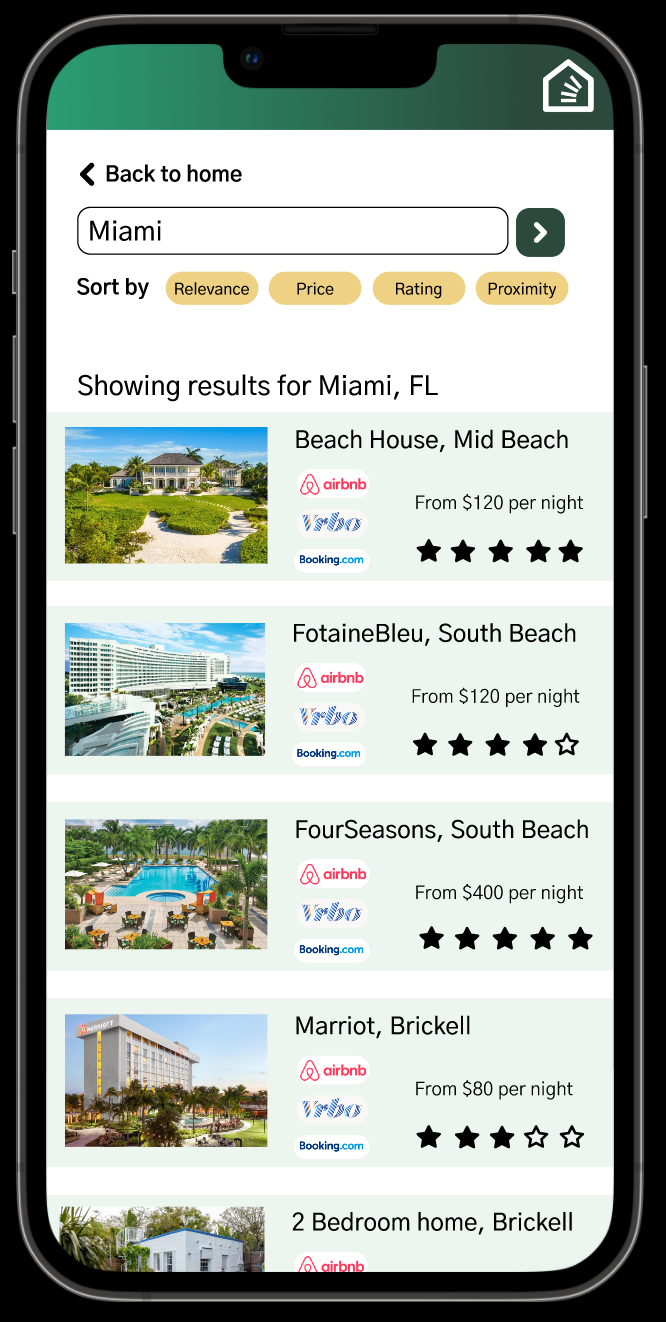 Back to home
Miami
Sort by Relevance Price Rating Proximity
Showing results for Miami, FL
Beach House, Mid Beach
airbnb
From $120 per night
Vrbo
Booking.com
FotaineBleu, South Beach
airbnb
From $120 per night
Vrbo
Booking.com
FourSeasons, South Beach
airbnb
From $400 per night
Vrbo
Booking.com
MARRIOTT
Marriot, Brickell
airbnb
From $80 per night
Vrbo
Booking.com
2 Bedroom home, Brickell
airbnb